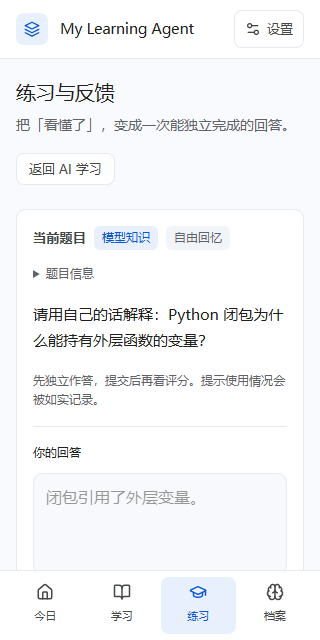 My Learning Agent
设置
练习与反馈
把「看懂了」，变成一次能独立完成的回答。
返回 AI 学习
当前题目 模型知识 自由回忆
▶ 题目信息
请用自己的话解释：Python 闭包为什
么能持有外层函数的变量？
先独立作答，提交后再看评分。提示使用情况会
被如实记录。
你的回答
闭包引用了外层变量。
今日 学习 练习 档案